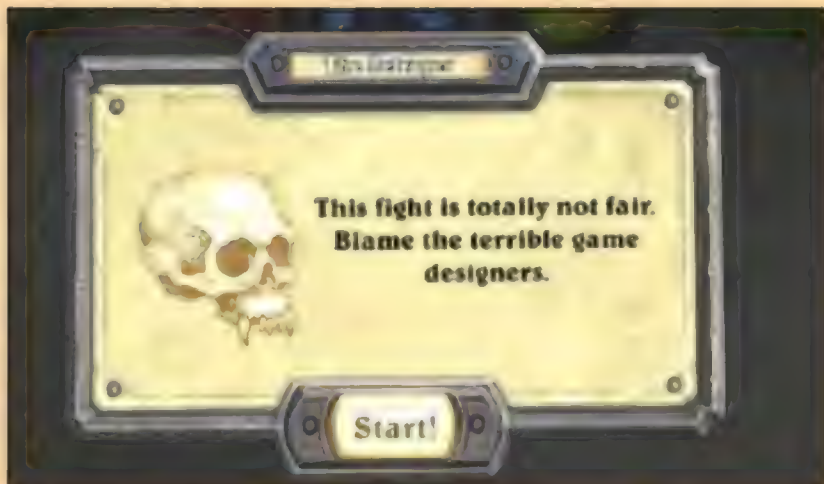 This fight is totally not fair.
Blame the terrible game
designers.
Start!